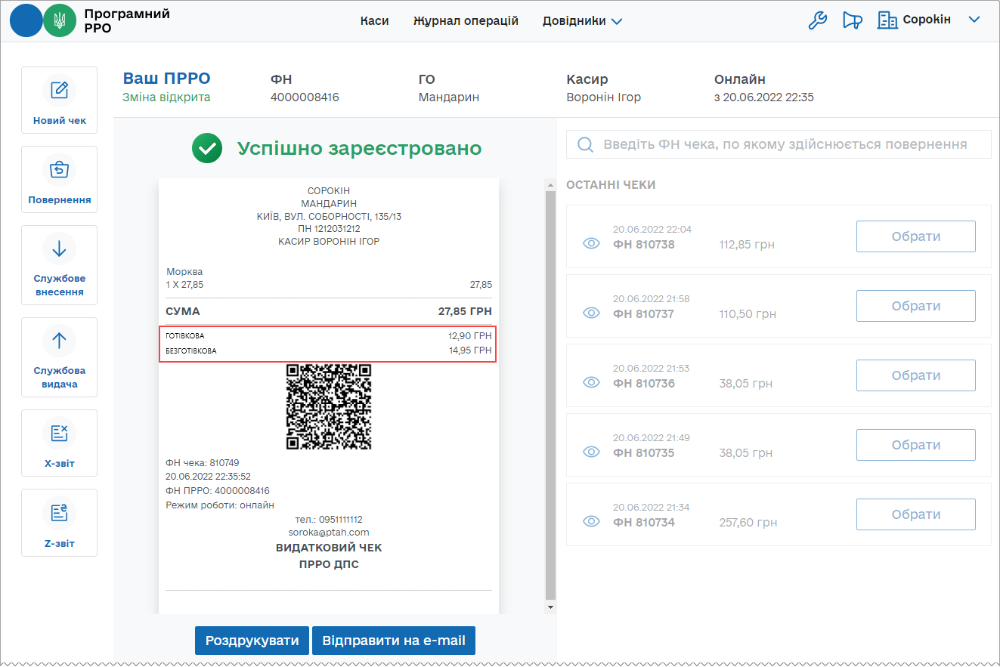 Програмний
РРО
Каси
Журнал операцій
Довідники
Сорокін
Новий чек
Повернення
Службове
внесення
Службова
видача
X-звіт
Z-звіт
Ваш ПРРО
Зміна відкрита
ФН
4000008416
ГО
Мандарин
Касир
Воронін Ігор
Онлайн
з 20.06.2022 22:35
Успішно зареєстровано
СОРОКІН
МАНДАРИН
КИЇВ, ВУЛ. СОБОРНОСТІ, 135/13
ПН 1212031212
КАСИР ВОРОНІН ІГОР
Морква
1 X 27,85 27,85
СУМА 27,85 ГРН
ГОТІВКОВА 12,90 ГРН
БЕЗГОТІВКОВА 14,95 ГРН
ФН чека: 810749
20.06.2022 22:35:52
ФН ПРРО: 4000008416
Режим роботи: онлайн
тел.: 0951111112
soroka@ptah.com
ВИДАТКОВИЙ ЧЕК
ПРРО ДПС
Роздрукувати
Відправити на e-mail
Введіть ФН чека, по якому здійснюється повернення
ОСТАННІ ЧЕКИ
20.06.2022 22:04
ФН 810738 112,85 грн Обрати
20.06.2022 21:58
ФН 810737 110,50 грн Обрати
20.06.2022 21:53
ФН 810736 38,05 грн Обрати
20.06.2022 21:49
ФН 810735 38,05 грн Обрати
20.06.2022 21:34
ФН 810734 257,60 грн Обрати